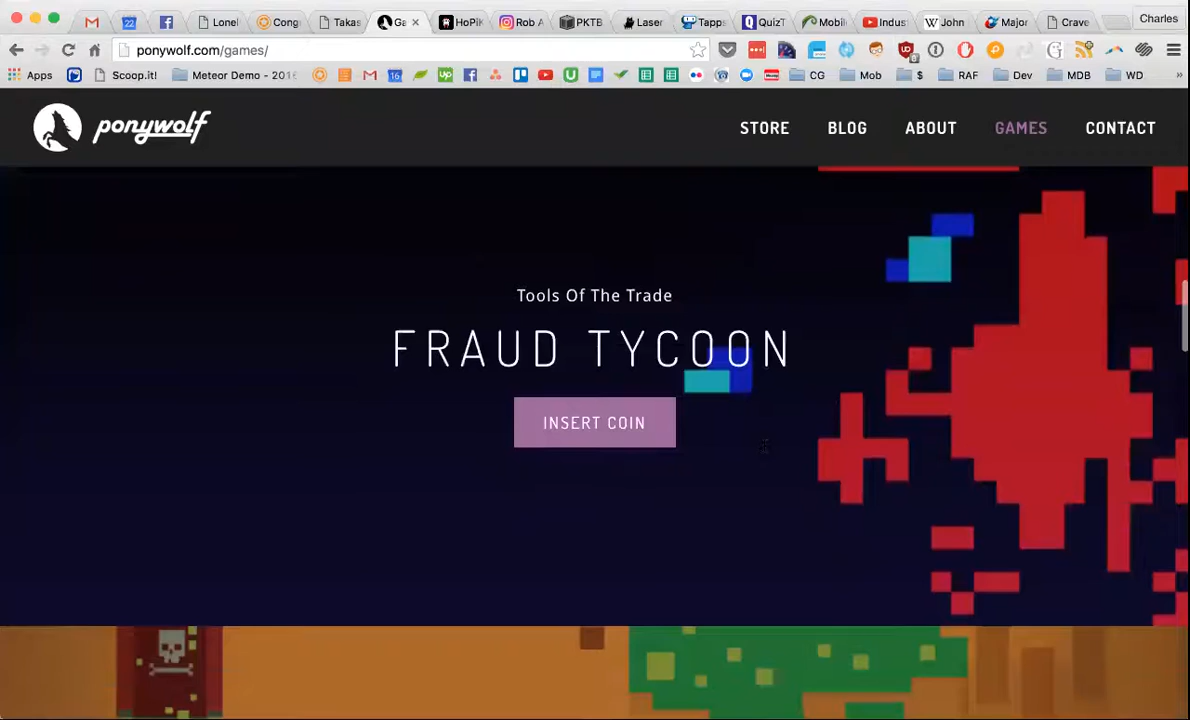 Lonel
Cong
Takas
Ga
HoPiK
Rob A
PKTB
Laser
Tapps
QuizT
Mobil
Indust
John
Major
Crave
Charles
ponywolf.com/games/
Apps
Scoop.it!
Meteor Demo - 201
CG
Mob
$
RAF
Dev
MDB
WD
ponywolf
STORE BLOG ABOUT GAMES CONTACT
Tools Of The Trade
FRAUD TYCOON
INSERT COIN